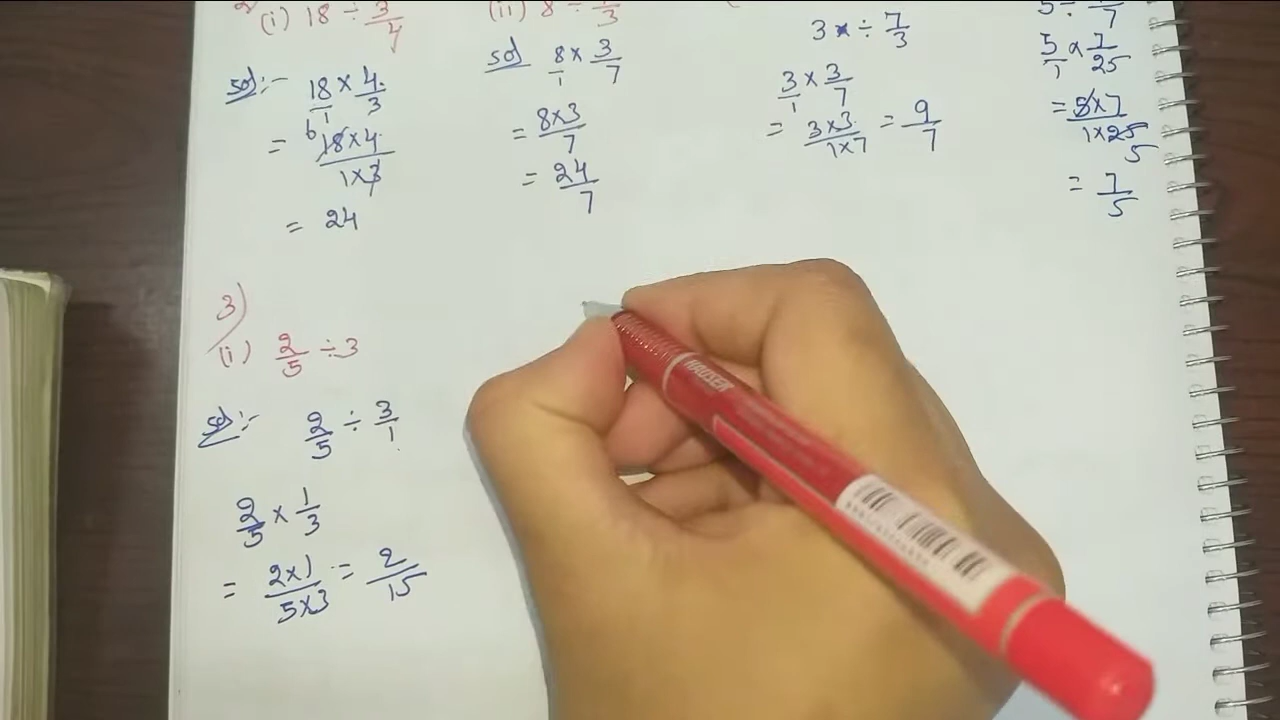 (i) 18 ÷ 3/4
sol:- 18/1 × 4/3
= 6 18×4/1×3
= 24
(ii) 8 ÷ /3
sol 8/1 × 3/7
= 8×3/7
= 24/7
3 ÷ 7/3
3/1 × 3/7
= 3×3/1×7 = 9/7
5 ÷ /7
5/1 × 7/25
= 5×7/1×25 5
= 7/5
3)
(i) 2/5 ÷ 3
sol:- 2/5 ÷ 3/1
2/5 × 1/3
= 2×1/5×3 = 2/15
HAUSER